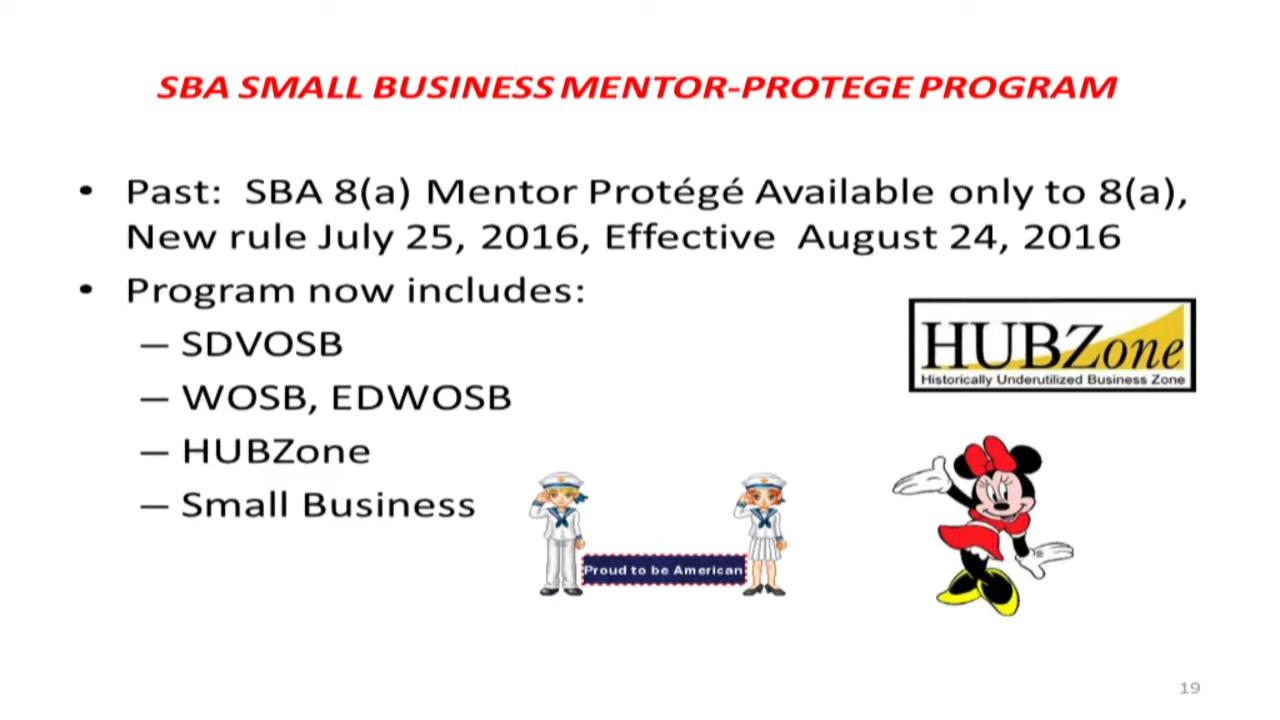 SBA SMALL BUSINESS MENTOR-PROTEGE PROGRAM
• Past: SBA 8(a) Mentor Protégé Available only to 8(a),
New rule July 25, 2016, Effective August 24, 2016
• Program now includes:
– SDVOSB
– WOSB, EDWOSB
– HUBZone
– Small Business
HUBZone
Historically Underutilized Business Zone
Proud to be American
19